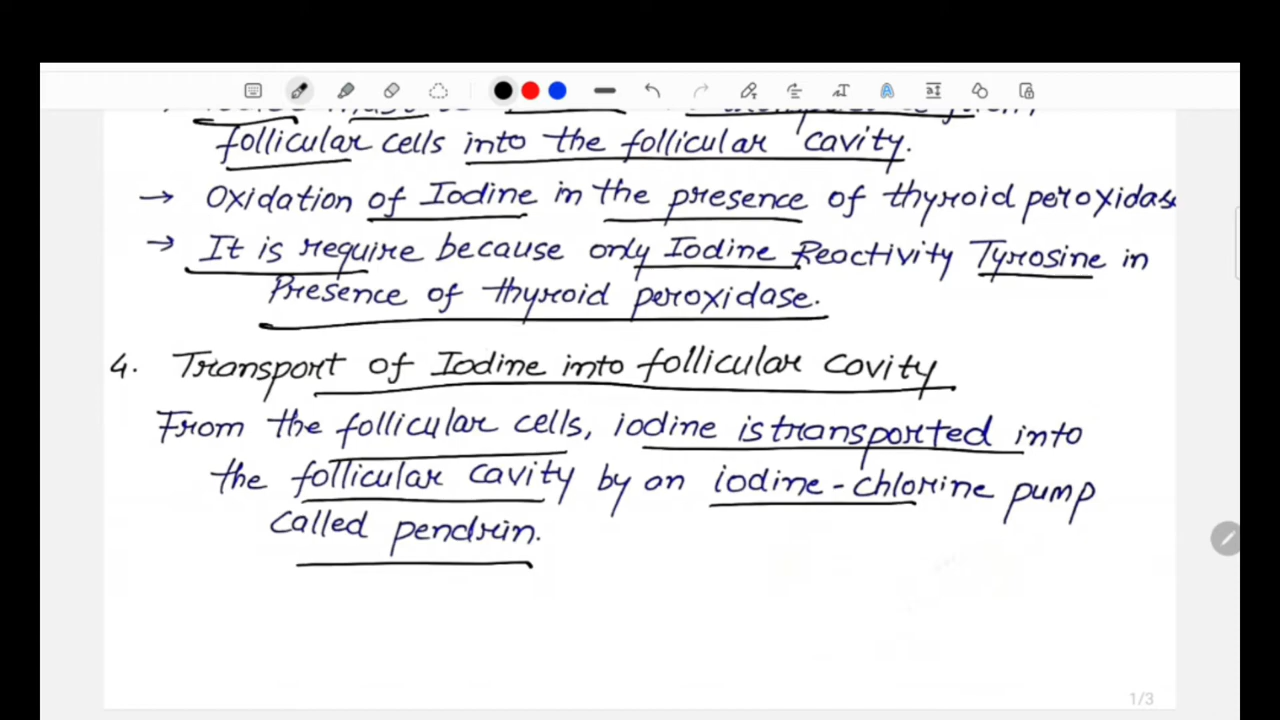 follicular cells into the follicular cavity.
→ Oxidation of Iodine in the presence of thyroid peroxidase
→ It is require because only Iodine Reactivity Tyrosine in
Presence of thyroid peroxidase.
4. Transport of Iodine into follicular covity
From the follicular cells, iodine is transported into
the follicular cavity by on iodine-chlorine pump
called pendrin.
1/3